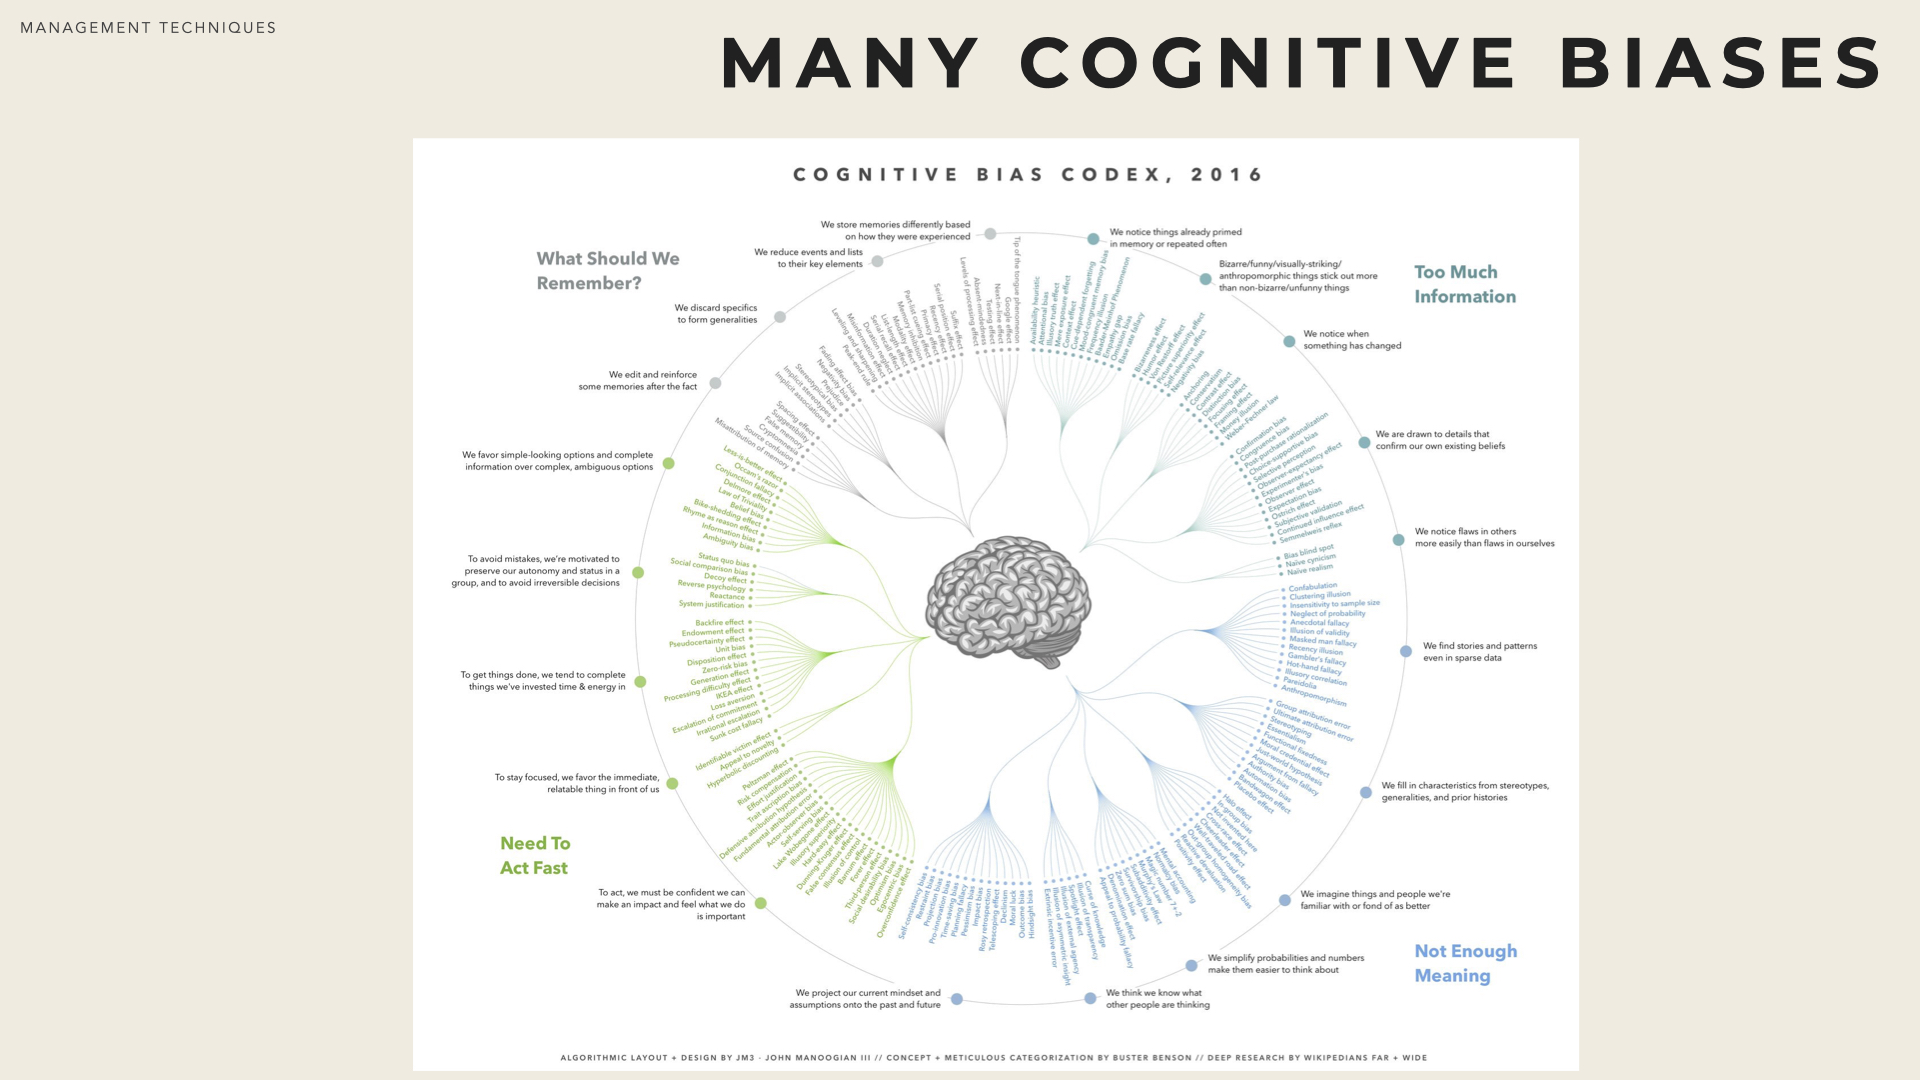 MANAGEMENT TECHNIQUES
MANY COGNITIVE BIASES
COGNITIVE BIAS CODEX, 2016
What Should We
Remember?
We store memories differently based
on how they were experienced
We reduce events and lists
to their key elements
We discard specifics
to form generalities
We edit and reinforce
some memories after the fact
We favor simple-looking options and complete
information over complex, ambiguous options
To avoid mistakes, we're motivated to
preserve our autonomy and status in a
group, and to avoid irreversible decisions
To get things done, we tend to complete
things we've invested time & energy in
To stay focused, we favor the immediate,
relatable thing in front of us
Need To
Act Fast
To act, we must be confident we can
make an impact and feel what we do
is important
We project our current mindset and
assumptions onto the past and future
We notice things already primed
in memory or repeated often
Bizarre/funny/visually-striking/
anthropomorphic things stick out more
than non-bizarre/unfunny things
Too Much
Information
We notice when
something has changed
We are drawn to details that
confirm our own existing beliefs
We notice flaws in others
more easily than flaws in ourselves
We find stories and patterns
even in sparse data
We fill in characteristics from stereotypes,
generalities, and prior histories
We imagine things and people we're
familiar with or fond of as better
Not Enough
Meaning
We simplify probabilities and numbers
make them easier to think about
We think we know what
other people are thinking
Tip of the tongue phenomenon
Google effect
Next-in-line effect
Testing effect
Absent-mindedness
Levels of processing effect
Suffix effect
Serial position effect
Recency effect
Primacy effect
Part-list cueing effect
Memory inhibition
Modality effect
List-length effect
Serial recall effect
Duration neglect
Misinformation effect
Leveling and sharpening
Peak-end rule
Fading affect bias
Negativity bias
Prejudice
Stereotypical bias
Implicit stereotypes
Implicit associations
Spacing effect
Suggestibility
False memory
Cryptomnesia
Source confusion
Misattribution of memory
Less-is-better effect
Occam's razor
Conjunction fallacy
Delmore effect
Law of Triviality
Belief bias
Bike-shedding effect
Rhyme as reason effect
Information bias
Ambiguity bias
Status quo bias
Social comparison bias
Decoy effect
Reverse psychology
Reactance
System justification
Backfire effect
Endowment effect
Pseudocertainty effect
Unit bias
Disposition effect
Zero-risk bias
Generation effect
Processing difficulty effect
IKEA effect
Loss aversion
Escalation of commitment
Irrational escalation
Sunk cost fallacy
Identifiable victim effect
Appeal to novelty
Hyperbolic discounting
Peltzman effect
Risk compensation
Effort justification
Trait ascription bias
Defensive attribution hypothesis
Fundamental attribution error
Actor-observer bias
Self-serving bias
Lake Wobegone effect
Illusory superiority
Hard-easy effect
Dunning-Kruger effect
False consensus effect
Illusion of control
Barnum effect
Forer effect
Third-person effect
Social desirability bias
Optimism bias
Egocentric bias
Overconfidence effect
Self-consistency bias
Restraint bias
Projection bias
Pro-innovation bias
Time-saving bias
Planning fallacy
Pessimism bias
Impact bias
Rosy retrospection
Telescoping effect
Declinism
Moral luck
Outcome bias
Hindsight bias
Extrinsic incentive error
Illusion of asymmetric insight
Illusion of external agency
Spotlight effect
Illusion of transparency
Curse of knowledge
Appeal to probability fallacy
Denomination effect
Zero sum bias
Survivorship bias
Subadditivity effect
Murphy's Law
Magic number 7+-2
Normalcy bias
Mental accounting
Positivity effect
Reactive devaluation
Out-group homogeneity bias
Well-traveled road effect
Cheerleader effect
Cross-race effect
Not invented here
In-group bias
Halo effect
Placebo effect
Bandwagon effect
Automation bias
Authority bias
Argument from fallacy
Just-world hypothesis
Moral credential effect
Functional fixedness
Essentialism
Stereotyping
Ultimate attribution error
Group attribution error
Anthropomorphism
Pareidolia
Illusory correlation
Hot-hand fallacy
Gambler's fallacy
Recency illusion
Masked man fallacy
Illusion of validity
Anecdotal fallacy
Neglect of probability
Insensitivity to sample size
Clustering illusion
Confabulation
Naïve realism
Naïve cynicism
Bias blind spot
Semmelweis reflex
Continued influence effect
Subjective validation
Ostrich effect
Expectation bias
Observer effect
Experimenter's bias
Observer-expectancy effect
Selective perception
Choice-supportive bias
Post-purchase rationalization
Congruence bias
Confirmation bias
Weber-Fechner law
Money illusion
Framing effect
Focusing effect
Distinction bias
Contrast effect
Conservatism
Anchoring
Negativity bias
Self-relevance effect
Picture superiority effect
Von Restorff effect
Humor effect
Bizarreness effect
Base rate fallacy
Omission bias
Empathy gap
Baader-Meinhof Phenomenon
Frequency illusion
Mood-congruent memory bias
Cue-dependent forgetting
Context effect
Mere exposure effect
Illusory truth effect
Attentional bias
Availability heuristic
ALGORITHMIC LAYOUT + DESIGN BY JM3 - JOHN MANOOGIAN III // CONCEPT + METICULOUS CATEGORIZATION BY BUSTER BENSON // DEEP RESEARCH BY WIKIPEDIANS FAR + WIDE